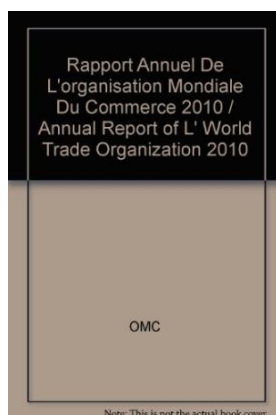 Rapport Annuel De
L'organisation Mondiale
Du Commerce 2010 /
Annual Report of L' World
Trade Organization 2010
OMC
Note: This is not the actual book cover